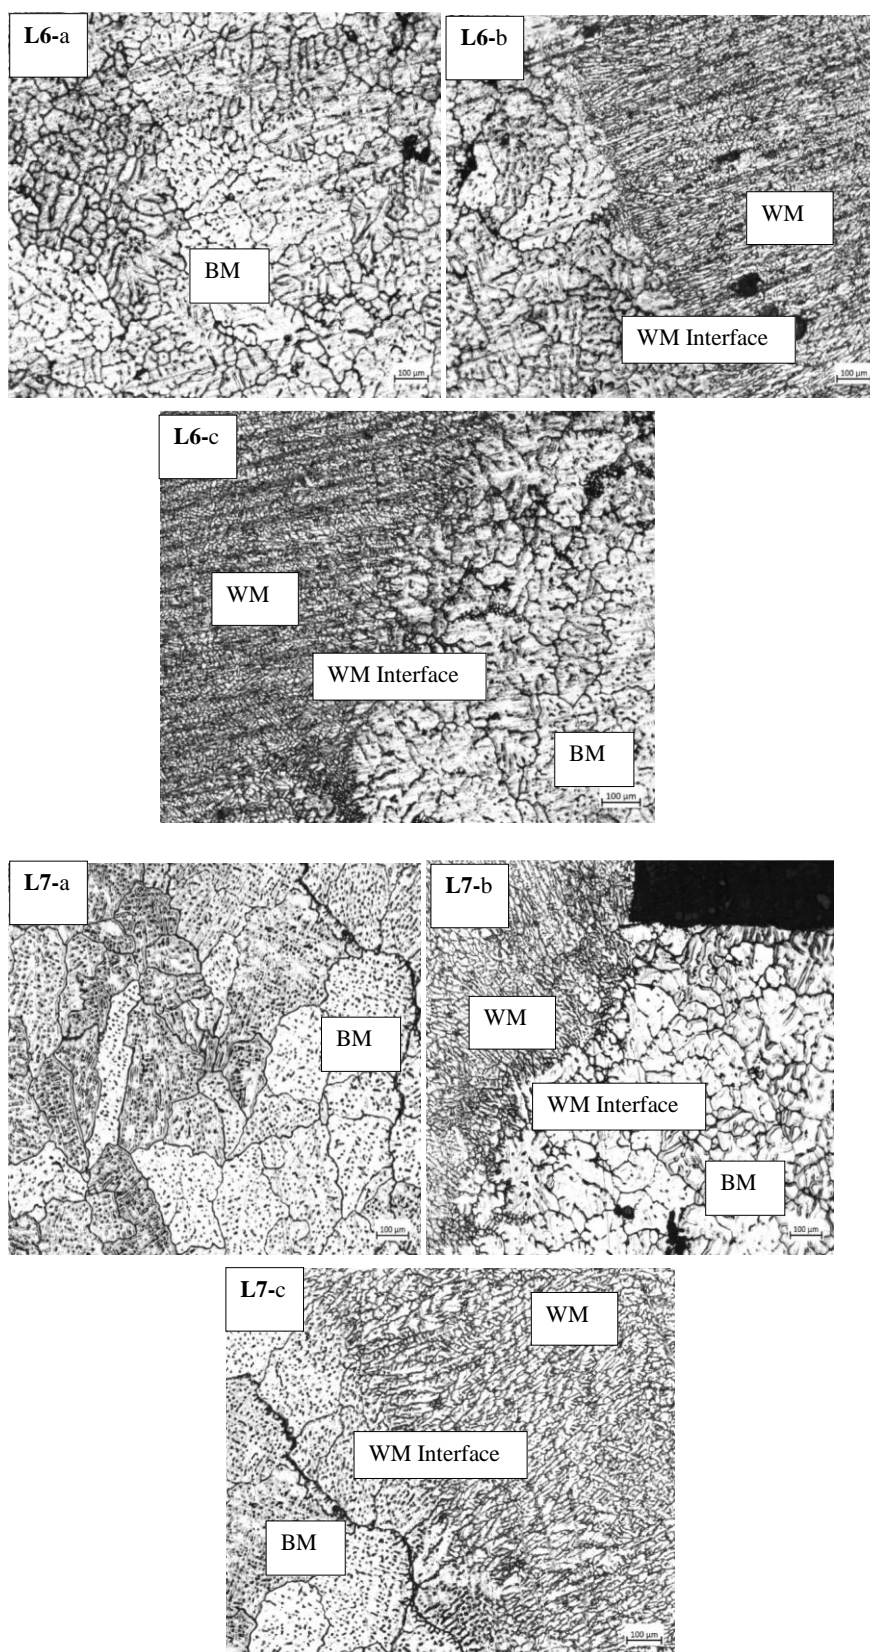 L6-a
BM
100 µm
L6-b
WM
WM Interface
100 µm
L6-c
WM
WM Interface
BM
100 µm
L7-a
BM
100 µm
L7-b
WM
WM Interface
BM
100 µm
L7-c
WM
WM Interface
BM
100 µm